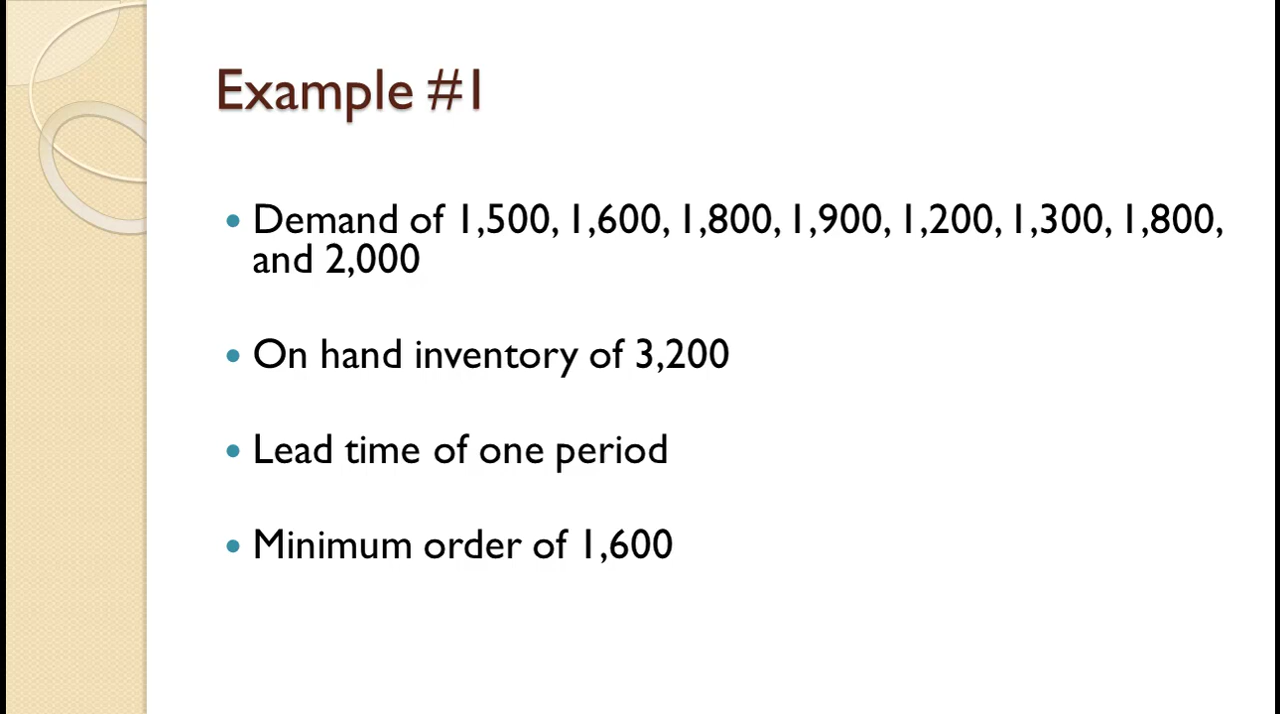 Example #1
• Demand of 1,500, 1,600, 1,800, 1,900, 1,200, 1,300, 1,800,
and 2,000
• On hand inventory of 3,200
• Lead time of one period
• Minimum order of 1,600